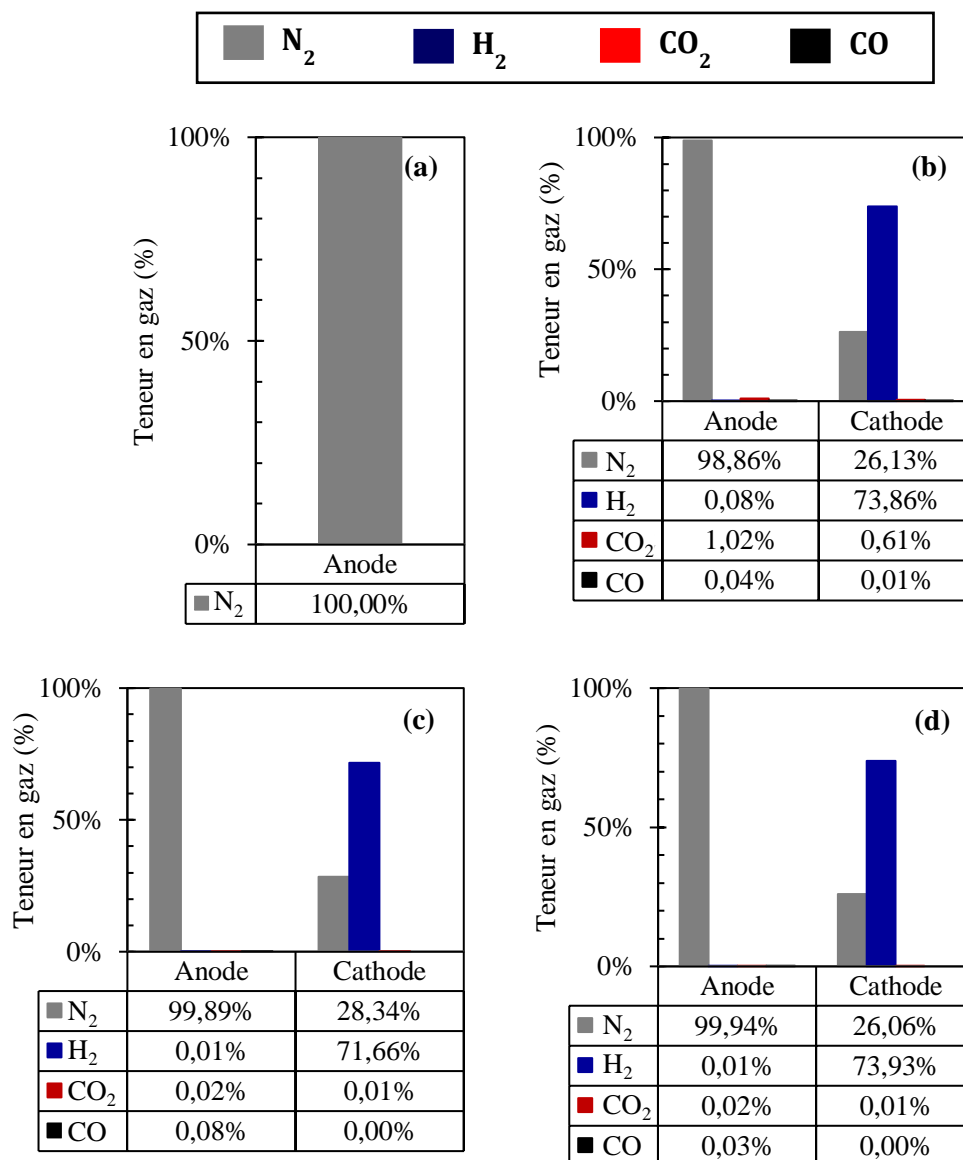 N2 H2 CO2 CO
(a)
Teneur en gaz (%)
100%
50%
0%
Anode
N2 100,00%
(b)
Teneur en gaz (%)
100%
50%
0%
Anode Cathode
N2 98,86% 26,13%
H2 0,08% 73,86%
CO2 1,02% 0,61%
CO 0,04% 0,01%
(c)
Teneur en gaz (%)
100%
50%
0%
Anode Cathode
N2 99,89% 28,34%
H2 0,01% 71,66%
CO2 0,02% 0,01%
CO 0,08% 0,00%
(d)
Teneur en gaz (%)
100%
50%
0%
Anode Cathode
N2 99,94% 26,06%
H2 0,01% 73,93%
CO2 0,02% 0,01%
CO 0,03% 0,00%